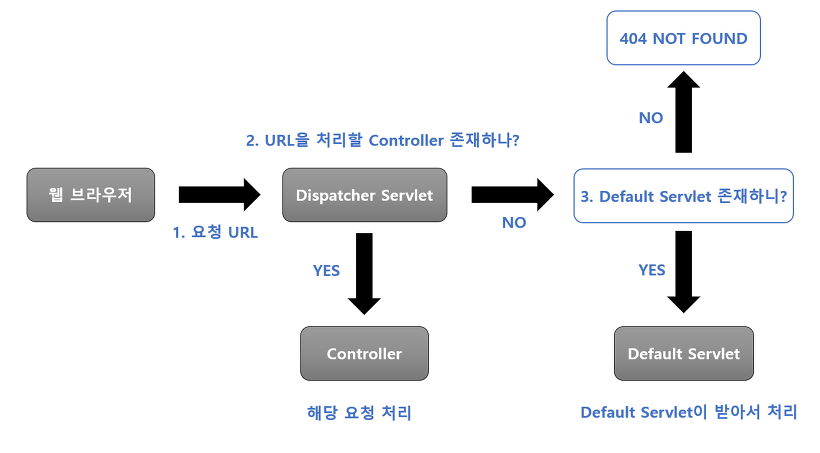 404 NOT FOUND
NO
2. URL을 처리할 Controller 존재하나?
웹 브라우저
Dispatcher Servlet
3. Default Servlet 존재하니?
1. 요청 URL
NO
YES
YES
Controller
Default Servlet
해당 요청 처리
Default Servlet이 받아서 처리